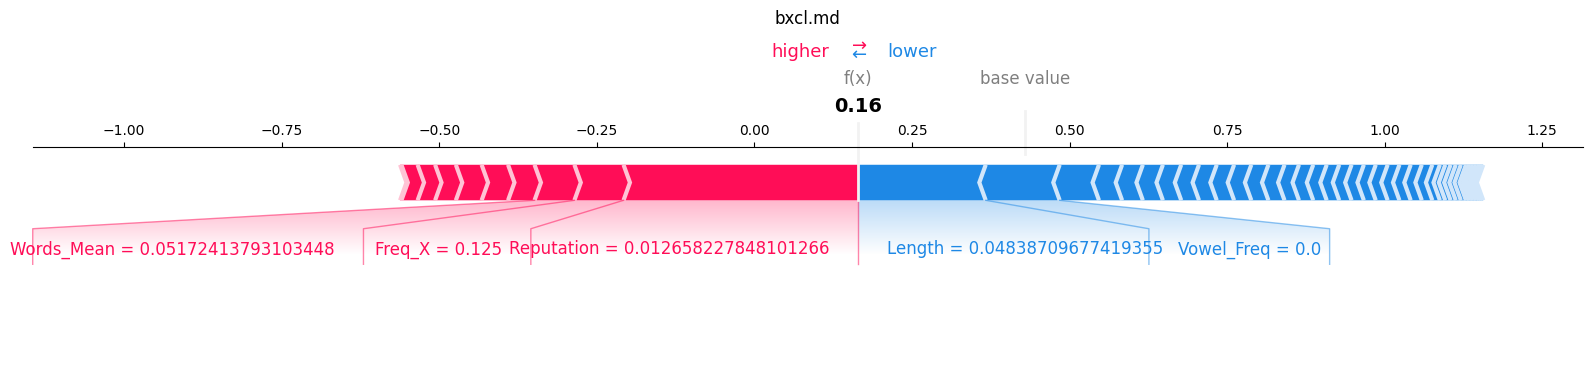 bxcl.md
higher ⇄ lower
f(x) base value
0.16
−1.00 −0.75 −0.50 −0.25 0.00 0.25 0.50 0.75 1.00 1.25
Words_Mean = 0.05172413793103448 Freq_X = 0.125 Reputation = 0.012658227848101266 Length = 0.04838709677419355 Vowel_Freq = 0.0